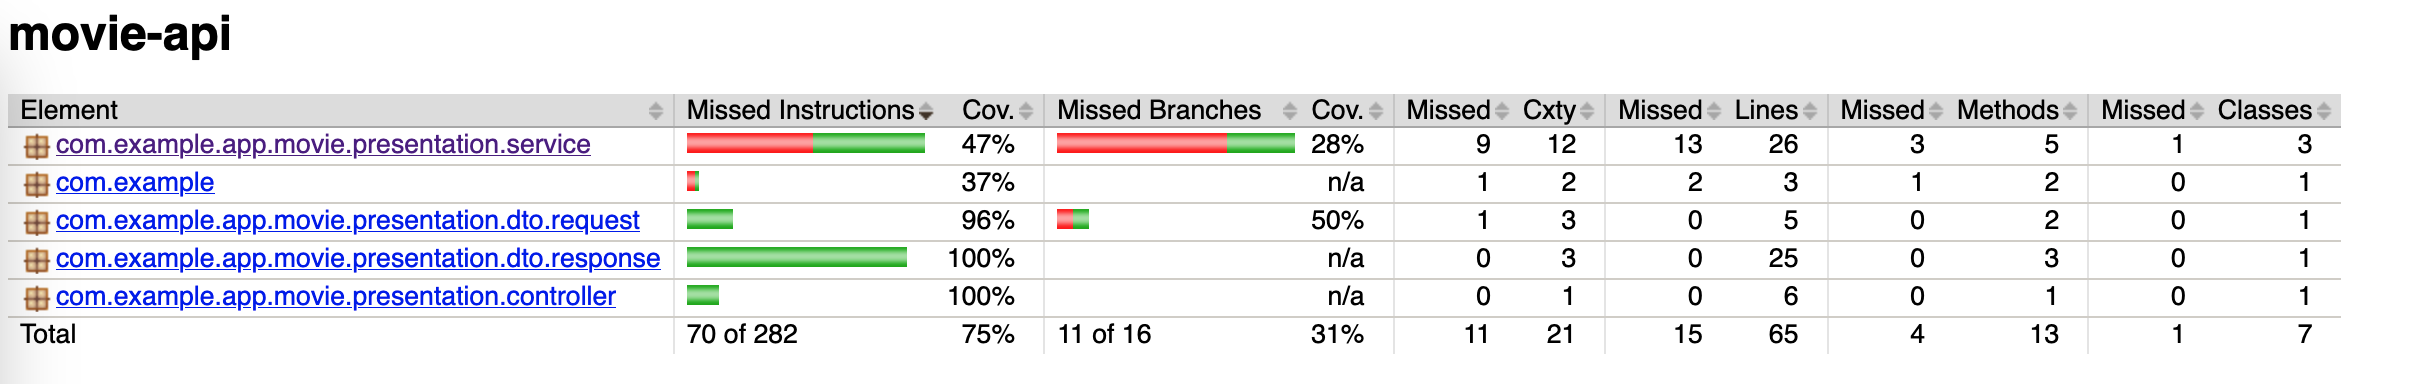 movie-api
Element Missed Instructions Cov. Missed Branches Cov. Missed Cxty Missed Lines Missed Methods Missed Classes
com.example.app.movie.presentation.service 47% 28% 9 12 13 26 3 5 1 3
com.example 37% n/a 1 2 2 3 1 2 0 1
com.example.app.movie.presentation.dto.request 96% 50% 1 3 0 5 0 2 0 1
com.example.app.movie.presentation.dto.response 100% n/a 0 3 0 25 0 3 0 1
com.example.app.movie.presentation.controller 100% n/a 0 1 0 6 0 1 0 1
Total 70 of 282 75% 11 of 16 31% 11 21 15 65 4 13 1 7